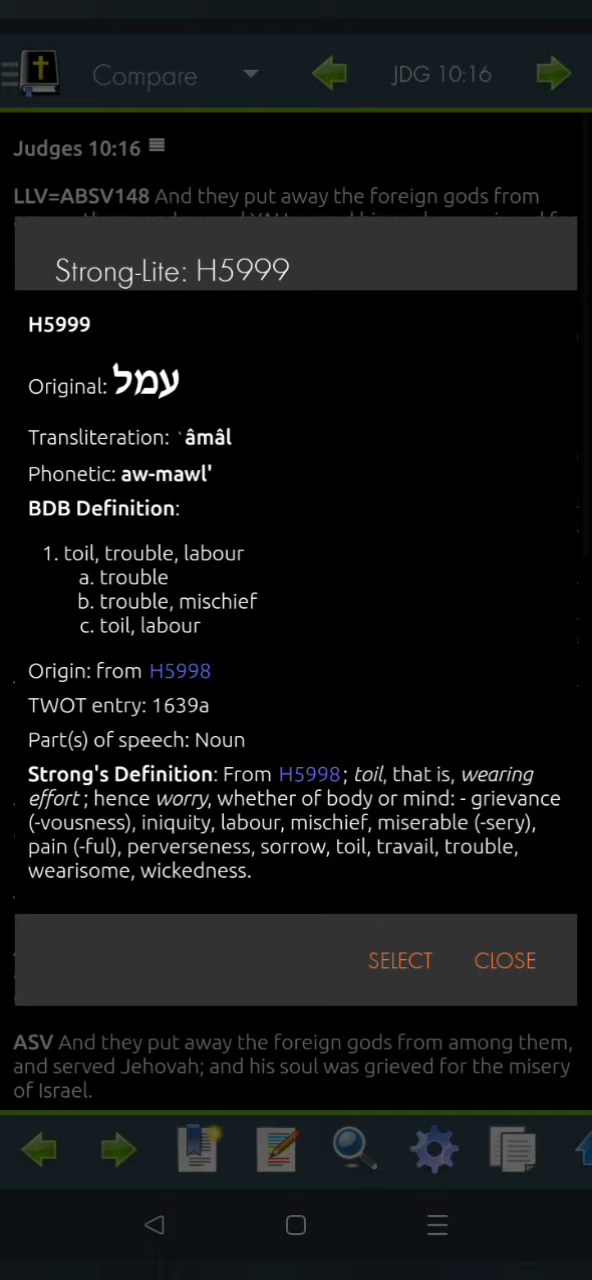 Compare
JDG 10:16
Judges 10:16
LLV=ABSV148 And they put away the foreign gods from
Strong-Lite: H5999
H5999
Original: עמל
Transliteration: ʽâmâl
Phonetic: aw-mawl'
BDB Definition:
1. toil, trouble, labour
a. trouble
b. trouble, mischief
c. toil, labour
Origin: from H5998
TWOT entry: 1639a
Part(s) of speech: Noun
Strong's Definition: From H5998; toil, that is, wearing
effort; hence worry, whether of body or mind: - grievance
(-vousness), iniquity, labour, mischief, miserable (-sery),
pain (-ful), perverseness, sorrow, toil, travail, trouble,
wearisome, wickedness.
SELECT CLOSE
ASV And they put away the foreign gods from among them,
and served Jehovah; and his soul was grieved for the misery
of Israel.